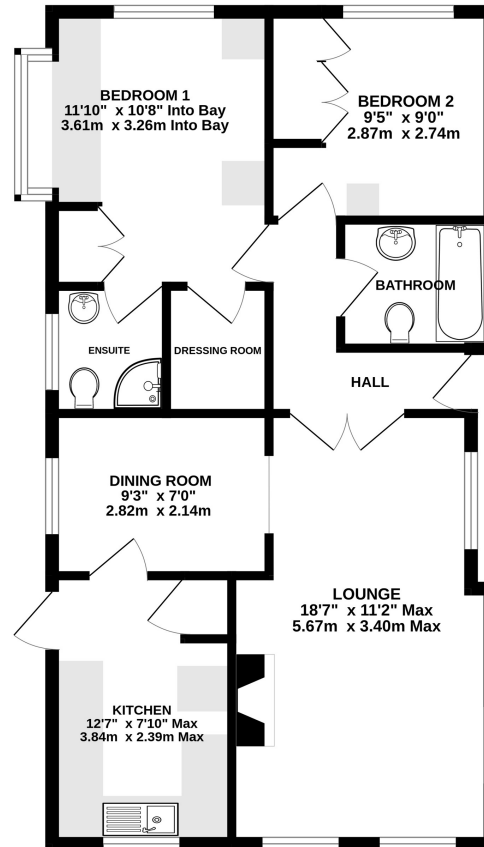 BEDROOM 1
11'10" x 10'8" Into Bay
3.61m x 3.26m Into Bay
BEDROOM 2
9'5" x 9'0"
2.87m x 2.74m
BATHROOM
ENSUITE
DRESSING ROOM
HALL
DINING ROOM
9'3" x 7'0"
2.82m x 2.14m
LOUNGE
18'7" x 11'2" Max
5.67m x 3.40m Max
KITCHEN
12'7" x 7'10" Max
3.84m x 2.39m Max